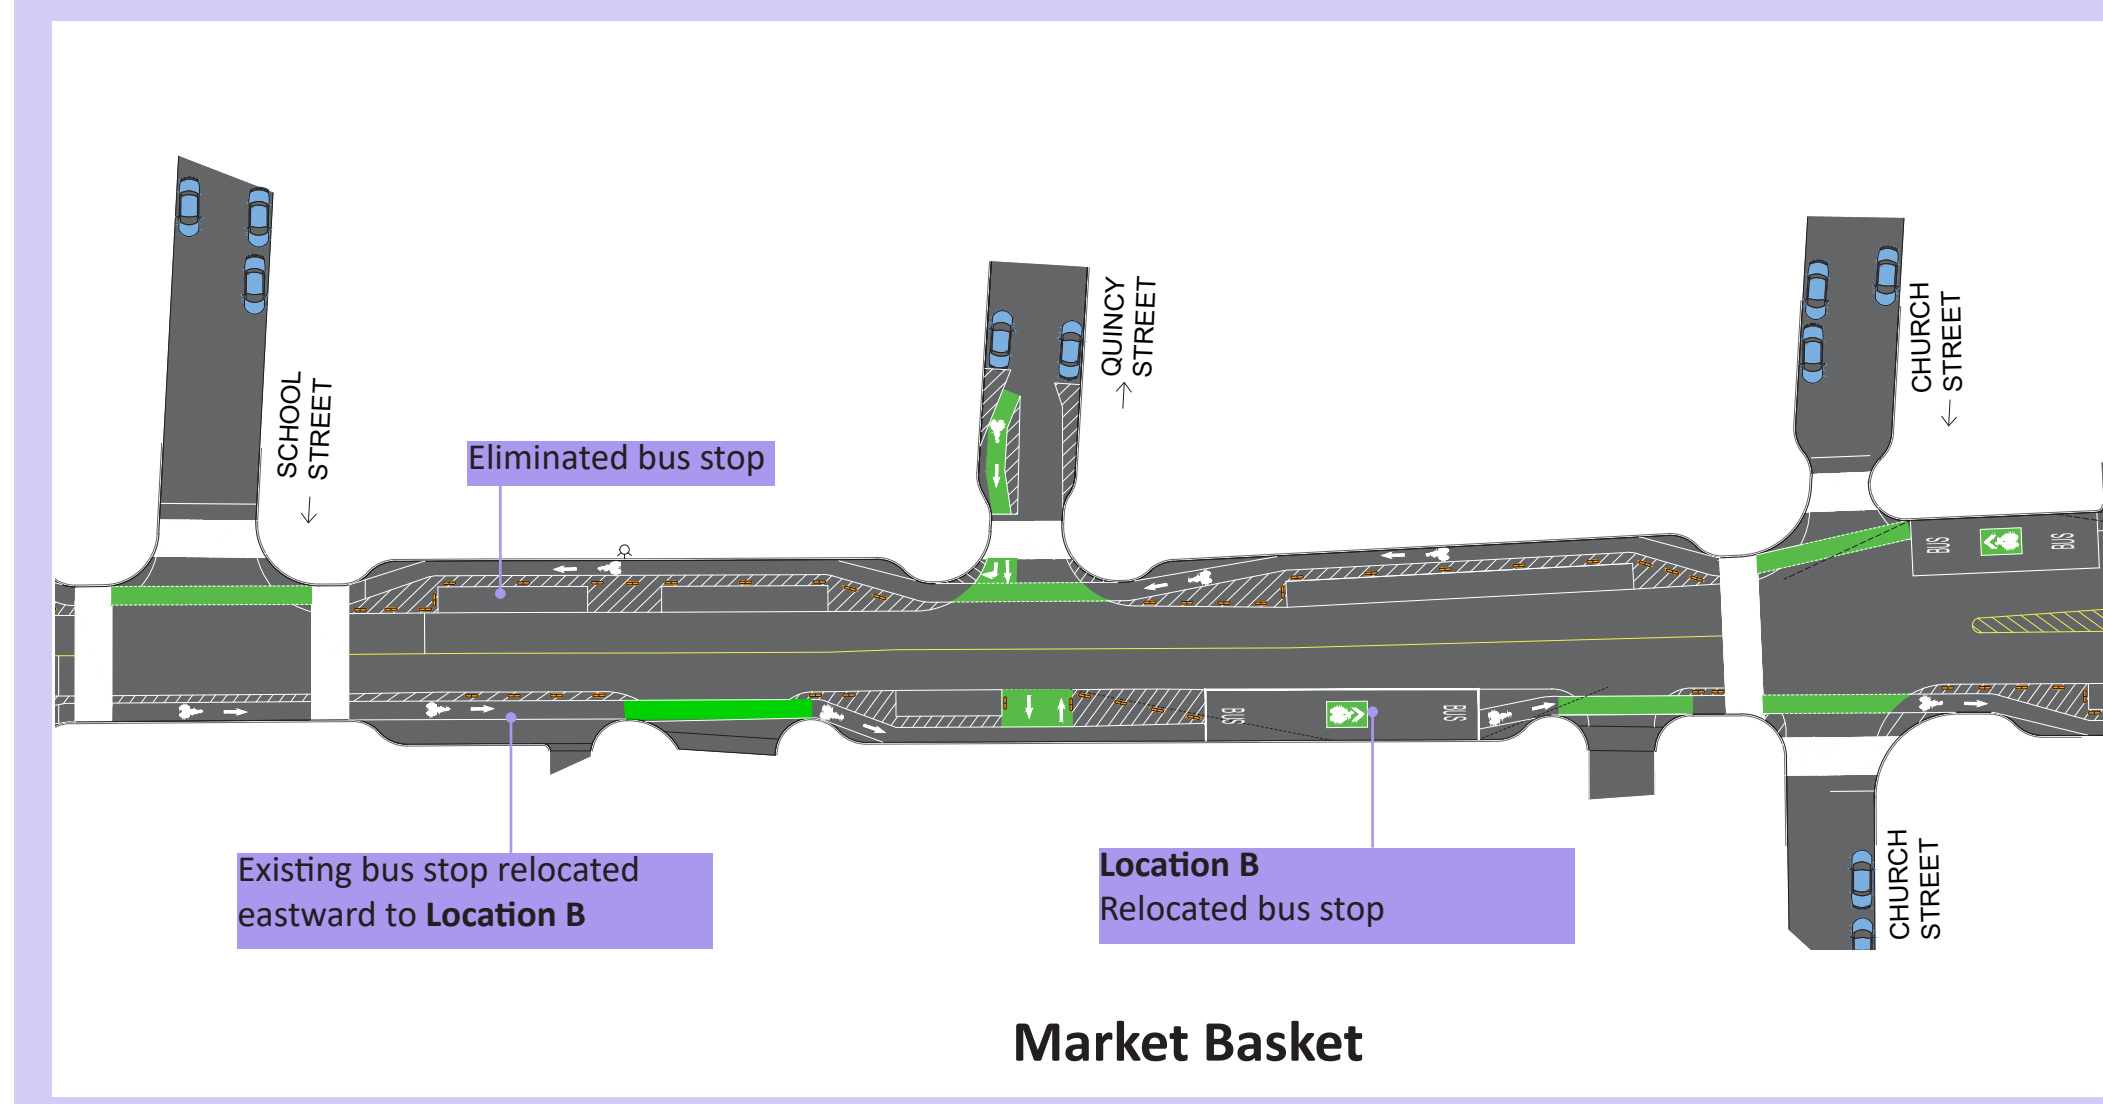 SCHOOL
STREET
Eliminated bus stop
QUINCY
STREET
CHURCH
STREET
BUS
BUS
BUS
BUS
Existing bus stop relocated
eastward to Location B
Location B
Relocated bus stop
CHURCH
STREET
Market Basket